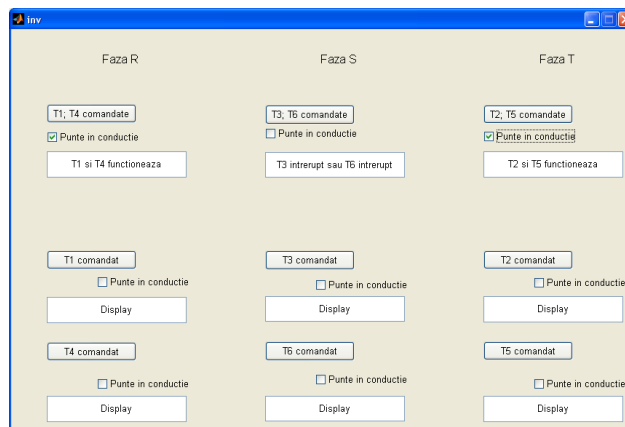 inv
Faza R
Faza S
Faza T
T1; T4 comandate
T3; T6 comandate
T2; T5 comandate
Punte in conductie
Punte in conductie
Punte in conductie
T1 si T4 functioneaza
T3 intrerupt sau T6 intrerupt
T2 si T5 functioneaza
T1 comandat
T3 comandat
T2 comandat
Punte in conductie
Punte in conductie
Punte in conductie
Display
Display
Display
T4 comandat
T6 comandat
T5 comandat
Punte in conductie
Punte in conductie
Punte in conductie
Display
Display
Display